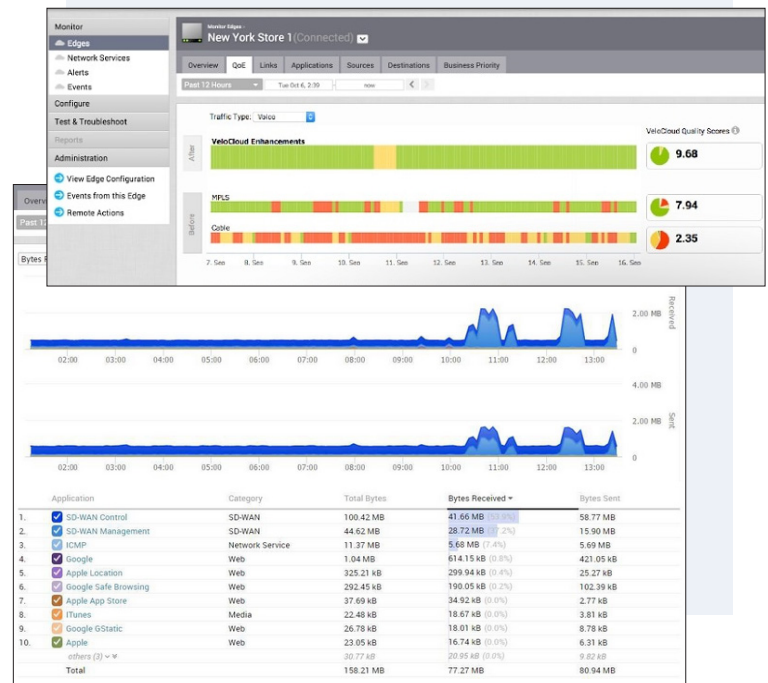 Monitor
Edges
Network Services
Alerts
Events
Configure
Test & Troubleshoot
Reports
Administration
View Edge Configuration
Events from this Edge
Remote Actions
Monitor Edges -
New York Store 1 (Connected)
Overview QoE Links Applications Sources Destinations Business Priority
Past 12 Hours Tue Oct 6, 2:39 now
Traffic Type: Voice
VeloCloud Quality Scores
After
VeloCloud Enhancements
9.68
Before
MPLS
7.94
Cable
2.35
7. Sep 8. Sep 9. Sep 10. Sep 11. Sep 12. Sep 13. Sep 14. Sep 15. Sep 16. Sep
Overv
Past 12
Bytes R
2.00 MB
Received
0
02:00 03:00 04:00 05:00 06:00 07:00 08:00 09:00 10:00 11:00 12:00 13:00
4.00 MB
2.00 MB
Sent
0
02:00 03:00 04:00 05:00 06:00 07:00 08:00 09:00 10:00 11:00 12:00 13:00
Application Category Total Bytes Bytes Received Bytes Sent
1. SD-WAN Control SD-WAN 100.42 MB 41.66 MB (53.9%) 58.77 MB
2. SD-WAN Management SD-WAN 44.62 MB 28.72 MB (37.2%) 15.90 MB
3. ICMP Network Service 11.37 MB 5.68 MB (7.4%) 5.69 MB
4. Google Web 1.04 MB 614.15 kB (0.8%) 421.05 kB
5. Apple Location Web 325.21 kB 299.94 kB (0.4%) 25.27 kB
6. Google Safe Browsing Web 292.45 kB 190.05 kB (0.2%) 102.39 kB
7. Apple App Store Web 37.69 kB 34.92 kB (0.0%) 2.77 kB
8. iTunes Media 22.48 kB 18.67 kB (0.0%) 3.81 kB
9. Google GStatic Web 26.78 kB 18.01 kB (0.0%) 8.78 kB
10. Apple Web 23.05 kB 16.74 kB (0.0%) 6.31 kB
others (3) 30.77 kB 20.95 kB (0.0%) 9.82 kB
Total 158.21 MB 77.27 MB 80.94 MB